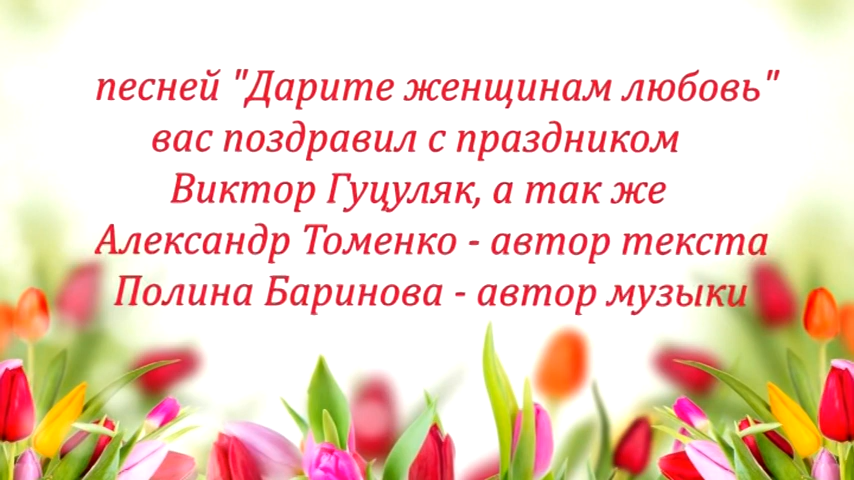 песней "Дарите женщинам любовь"
вас поздравил с праздником
Виктор Гуцуляк, а так же
Александр Томенко - автор текста
Полина Баринова - автор музыки